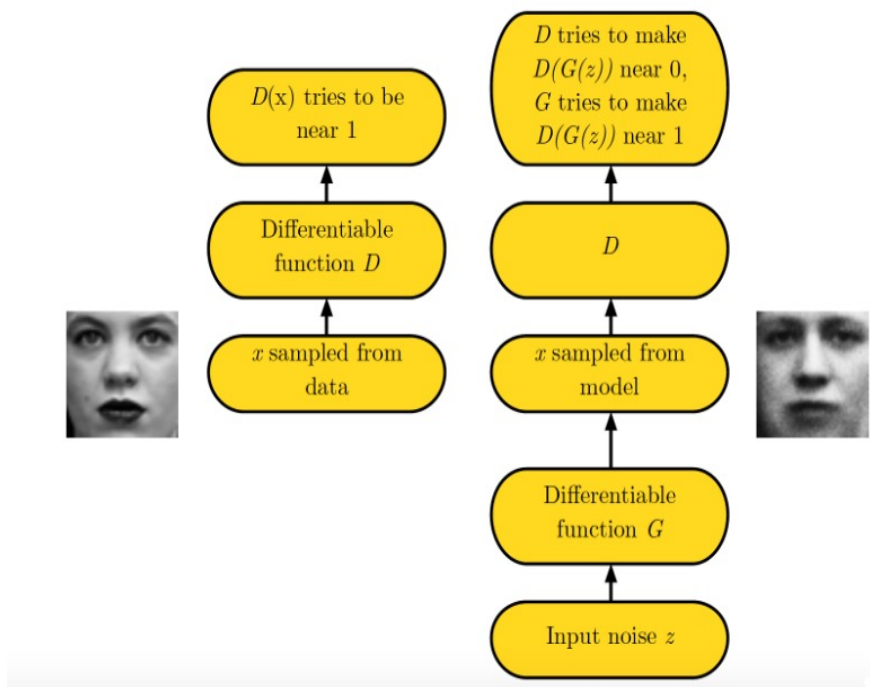 D(x) tries to be
near 1
Differentiable
function D
x sampled from
data
D tries to make
D(G(z)) near 0,
G tries to make
D(G(z)) near 1
D
x sampled from
model
Differentiable
function G
Input noise z